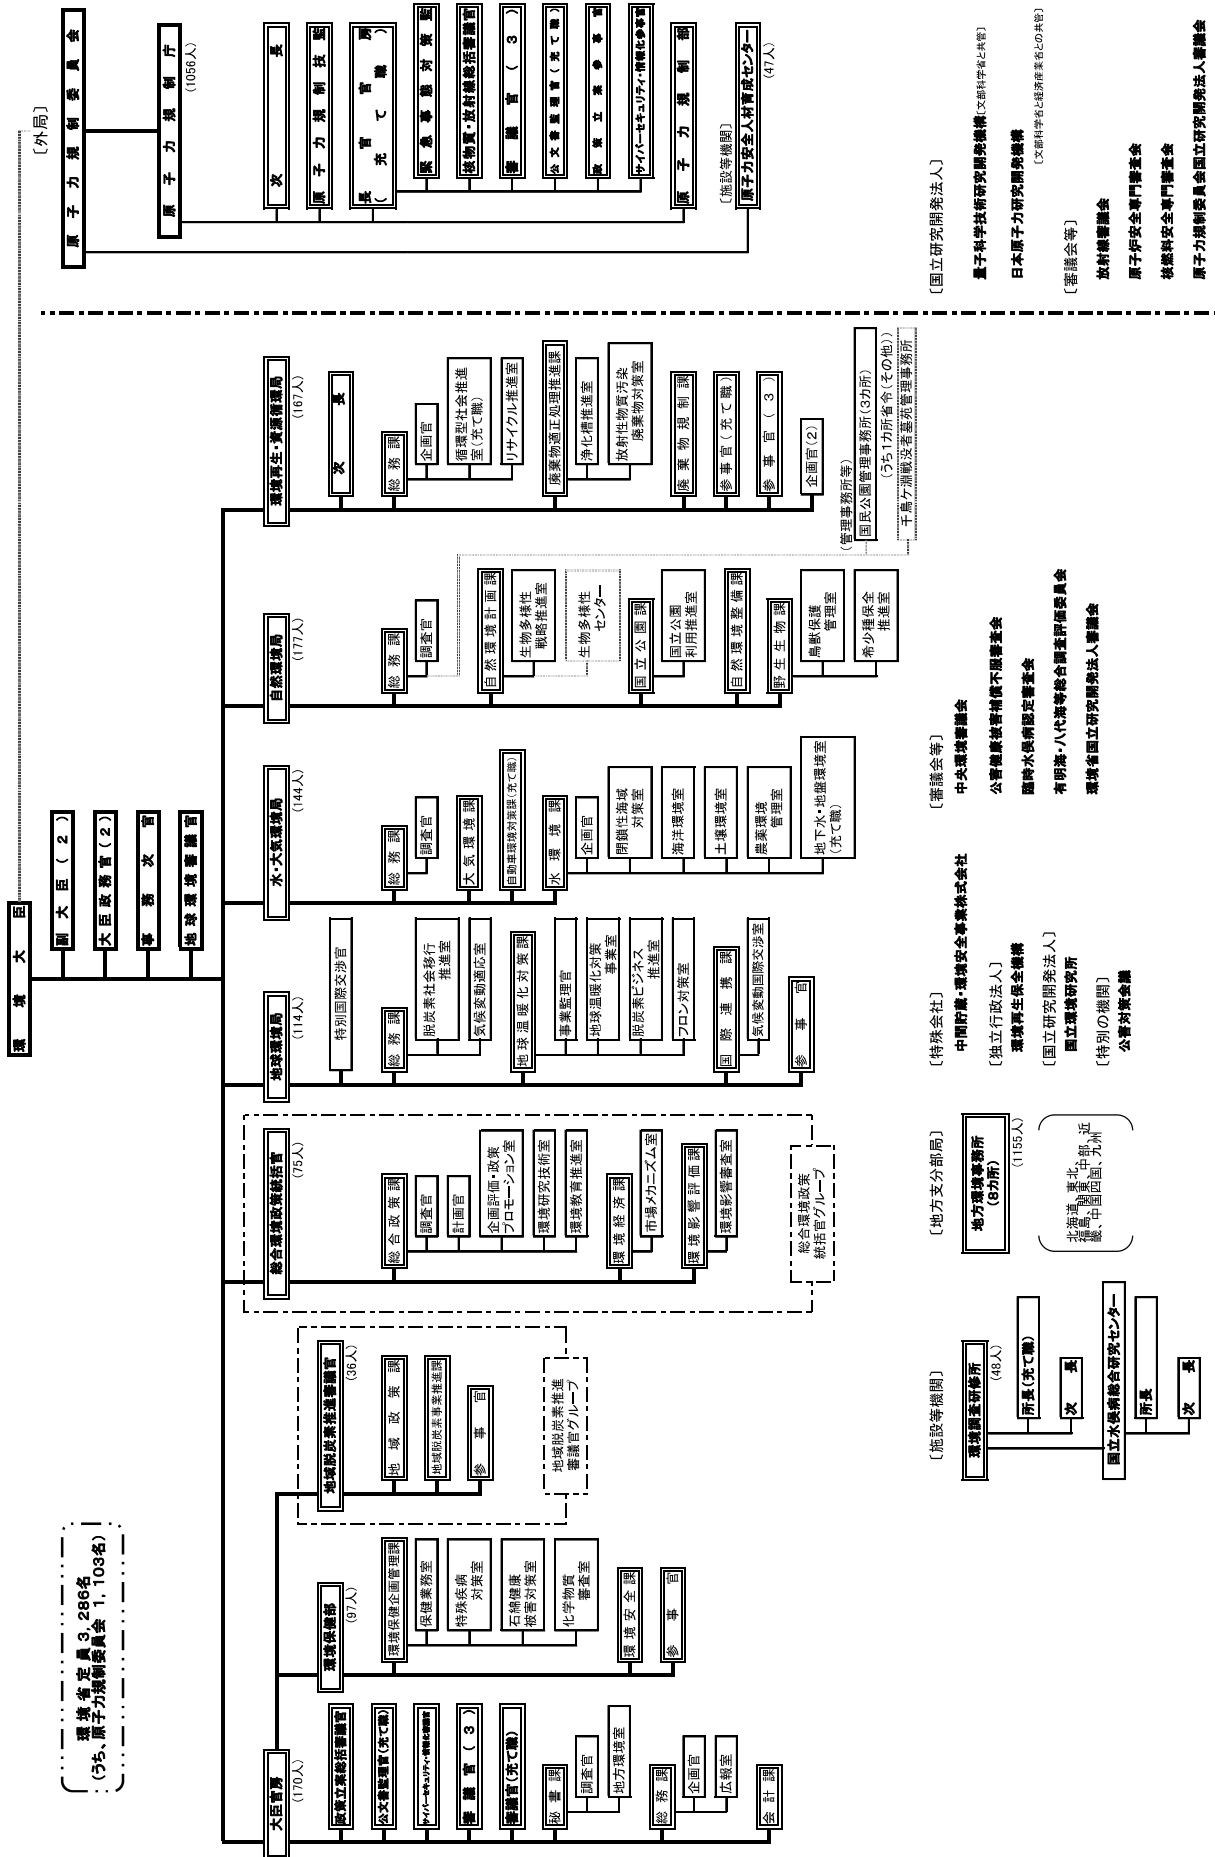 環境省定員3,286名
(うち、原子力規制委員会 1,103名)
環境大臣
副大臣(2)
大臣政務官(2)
事務次官
地球環境審議官
大臣官房
(170人)
政策立案総括審議官
公文書監理官(充て職)
サイバーセキュリティ・情報化審議官
審議官(3)
審議官(充て職)
秘書課
調査官
地方環境室
総務課
企画官
広報室
会計課
環境保健部
(97人)
環境保健企画管理課
保健業務室
特殊疾病
対策室
石綿健康
被害対策室
化学物質
審査室
環境安全課
参事官
地域脱炭素推進審議官
(36人)
地域政策課
地域脱炭素事業推進課
参事官
地域脱炭素推進
審議官グループ
総合環境政策統括官
(75人)
総合政策課
調査官
計画官
企画評価・政策
プロモーション室
環境研究技術室
環境教育推進室
環境経済課
市場メカニズム室
環境影響評価課
環境影響審査室
総合環境政策
統括官グループ
地球環境局
(114人)
特別国際交渉官
総務課
脱炭素社会移行
推進室
気候変動適応室
地球温暖化対策課
事業監理官
地球温暖化対策
事業室
脱炭素ビジネス
推進室
フロン対策室
国際連携課
気候変動国際交渉室
参事官
水・大気環境局
(144人)
総務課
調査官
大気環境課
自動車環境対策課(充て職)
水環境課
企画官
閉鎖性海域
対策室
海洋環境室
土壌環境室
農薬環境
管理室
地下水・地盤環境室
(充て職)
自然環境局
(177人)
総務課
調査官
自然環境計画課
生物多様性
戦略推進室
生物多様性
センター
国立公園課
国立公園
利用推進室
自然環境整備課
野生生物課
鳥獣保護
管理室
希少種保全
推進室
(管理事務所等)
国民公園管理事務所(3カ所)
(うち1カ所省令(その他))
千鳥ケ淵戦没者墓苑管理事務所
環境再生・資源循環局
(167人)
次長
総務課
企画官
循環型社会推進
室(充て職)
リサイクル推進室
廃棄物適正処理推進課
浄化槽推進室
放射性物質汚染
廃棄物対策室
廃棄物規制課
参事官(充て職)
参事官(3)
企画官(2)
〔外局〕
原子力規制委員会
原子力規制庁
(1056人)
次長
原子力規制技監
長官官房
(充て職)
緊急事態対策監
核物質・放射線総括審議官
審議官(3)
公文書監理官(充て職)
政策立案参事官
サイバーセキュリティ・情報化参事官
原子力規制部
〔施設等機関〕
原子力安全人材育成センター
(47人)
〔施設等機関〕
環境調査研修所
(48人)
所長(充て職)
次長
国立水俣病総合研究センター
所長
次長
〔地方支分部局〕
地方環境事務所
(8カ所)
(1155人)
北海道、東北、
福島、関東、中部、近
畿、中国四国、九州
〔特殊会社〕
中間貯蔵・環境安全事業株式会社
〔独立行政法人〕
環境再生保全機構
〔国立研究開発法人〕
国立環境研究所
〔特別の機関〕
公害対策会議
〔審議会等〕
中央環境審議会
公害健康被害補償不服審査会
臨時水俣病認定審査会
有明海・八代海等総合調査評価委員会
環境省国立研究開発法人審議会
〔国立研究開発法人〕
量子科学技術研究開発機構〔文部科学省と共管〕
日本原子力研究開発機構
〔文部科学省と経済産業省との共管〕
〔審議会等〕
放射線審議会
原子炉安全専門審査会
核燃料安全専門審査会
原子力規制委員会国立研究開発法人審議会